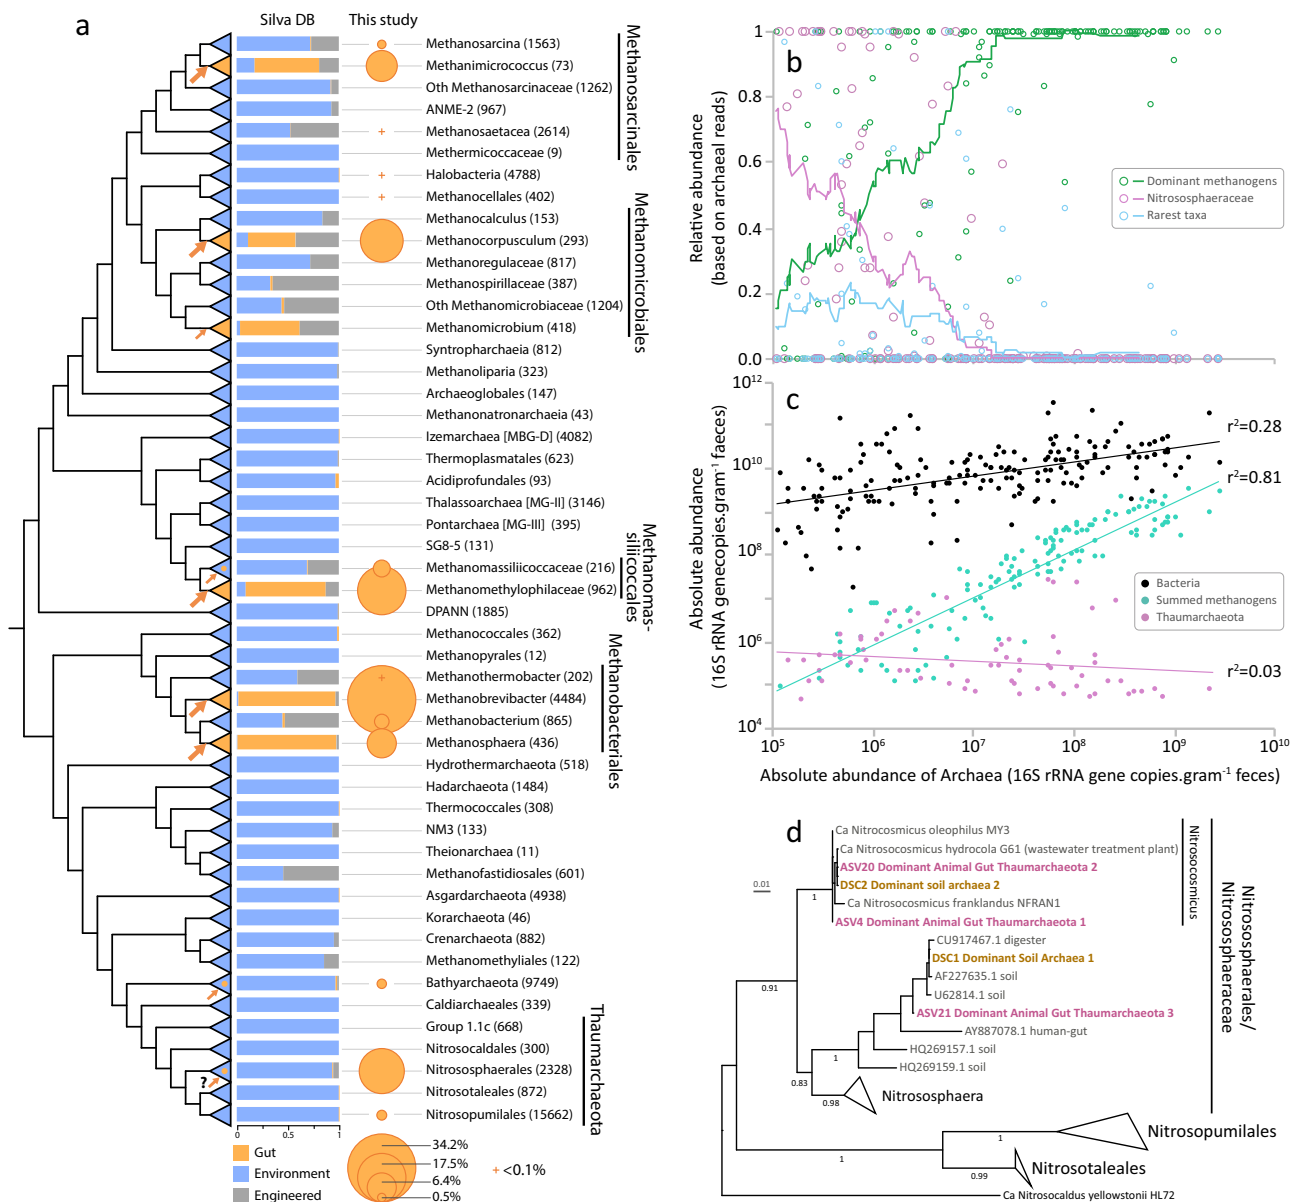 a
Silva DB
This study
Methanosarcina (1563)
Methanimicrococcus (73)
Oth Methanosarcinaceae (1262)
ANME-2 (967)
Methanosaetacea (2614)
Methermicoccaceae (9)
Halobacteria (4788)
Methanocellales (402)
Methanocalculus (153)
Methanocorpusculum (293)
Methanoregulaceae (817)
Methanospirillaceae (387)
Oth Methanomicrobiaceae (1204)
Methanomicrobium (418)
Syntropharchaeia (812)
Methanoliparia (323)
Archaeoglobales (147)
Methanonatronarchaeia (43)
Izemarchaea [MBG-D] (4082)
Thermoplasmatales (623)
Acidiprofundales (93)
Thalassoarchaea [MG-II] (3146)
Pontarchaea [MG-III] (395)
SG8-5 (131)
Methanomassiliicoccaceae (216)
Methanomethylophilaceae (962)
DPANN (1885)
Methanococcales (362)
Methanopyrales (12)
Methanothermobacter (202)
Methanobrevibacter (4484)
Methanobacterium (865)
Methanosphaera (436)
Hydrothermarchaeota (518)
Hadarchaeota (1484)
Thermococcales (308)
NM3 (133)
Theionarchaea (11)
Methanofastidiosales (601)
Asgardarchaeota (4938)
Korarchaeota (46)
Crenarchaeota (882)
Methanomethyliales (122)
Bathyarchaeota (9749)
Caldiarchaeales (339)
Group 1.1c (668)
Nitrosocaldales (300)
Nitrososphaerales (2328)
Nitrosotaleales (872)
Nitrosopumilales (15662)
?
Methanosarcinales
Methanomicrobiales
Methanomas-
siliicoccales
Methanobacteriales
Thaumarchaeota
0 0.5 1
Gut
Environment
Engineered
34.2%
17.5%
6.4%
0.5%
+ <0.1%
b
Relative abundance
(based on archaeal reads)
1
0.8
0.6
0.4
0.2
0.0
Dominant methanogens
Nitrososphaeraceae
Rarest taxa
c
Absolute abundance
(16S rRNA genecopies.gram⁻¹ faeces)
10¹²
10¹⁰
10⁸
10⁶
10⁴
r²=0.28
r²=0.81
r²=0.03
Bacteria
Summed methanogens
Thaumarchaeota
10⁵ 10⁶ 10⁷ 10⁸ 10⁹ 10¹⁰
Absolute abundance of Archaea (16S rRNA gene copies.gram⁻¹ feces)
d
0.01
Ca Nitrocosmicus oleophilus MY3
Ca Nitrosocosmicus hydrocola G61 (wastewater treatment plant)
ASV20 Dominant Animal Gut Thaumarchaeota 2
DSC2 Dominant soil archaea 2
Ca Nitrosocosmicus franklandus NFRAN1
ASV4 Dominant Animal Gut Thaumarchaeota 1
CU917467.1 digester
DSC1 Dominant Soil Archaea 1
AF227635.1 soil
U62814.1 soil
ASV21 Dominant Animal Gut Thaumarchaeota 3
AY887078.1 human-gut
HQ269157.1 soil
HQ269159.1 soil
Nitrososphaera
Nitrosopumilales
Nitrosotaleales
Ca Nitrosocaldus yellowstonii HL72
1
0.91
1
0.83
0.98
1
1
0.99
Nitrosocosmicus
Nitrososphaerales/
Nitrososphaeraceae